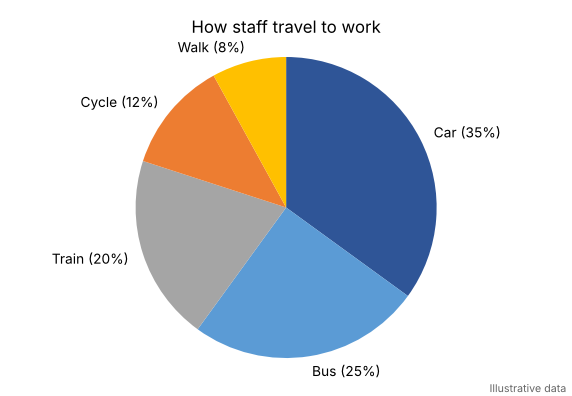 How staff travel to work
Walk (8%)
Cycle (12%)
Car (35%)
Train (20%)
Bus (25%)
Illustrative data